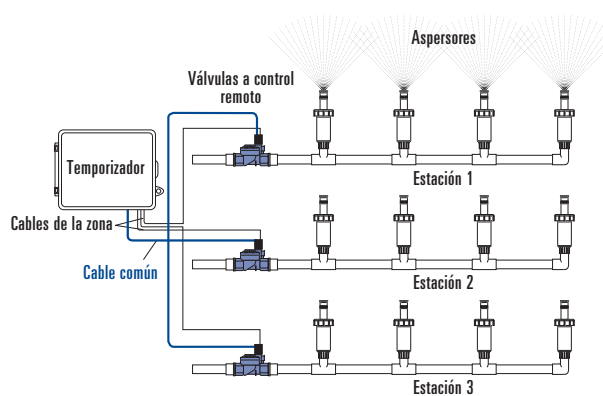 Aspersores
Válvulas a control
remoto
Temporizador
Estación 1
Cables de la zona
Cable común
Estación 2
Estación 3